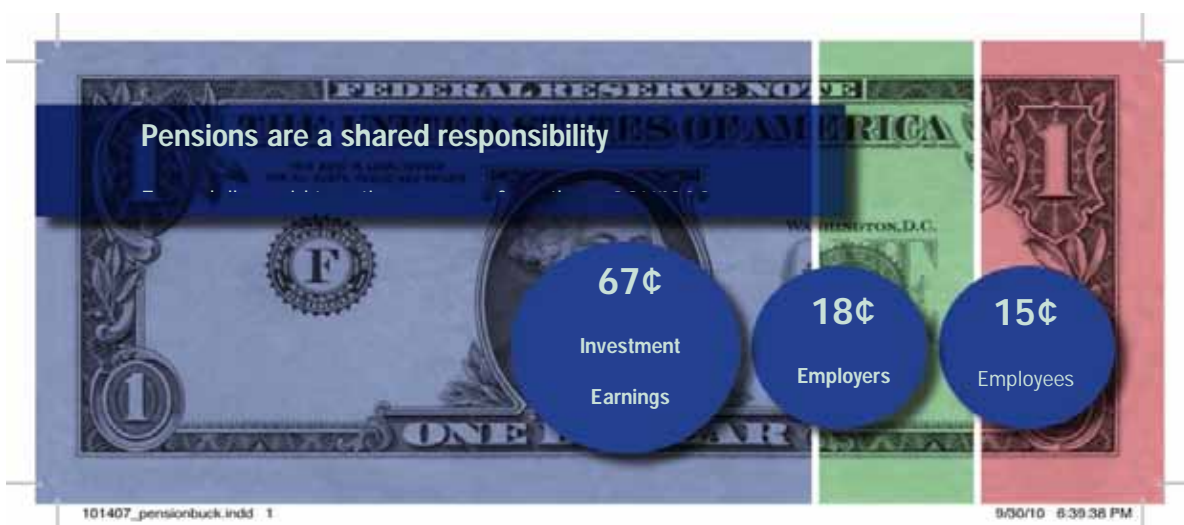 FEDERAL RESERVE NOTE
THE UNITED STATES OF AMERICA
Pensions are a shared responsibility
WASHINGTON, D.C.
F
1
1
67¢
Investment
Earnings
18¢
Employers
15¢
Employees
ONE DOLLAR
101407_pensionbuck.indd 1
9/30/10 6:39:38 PM